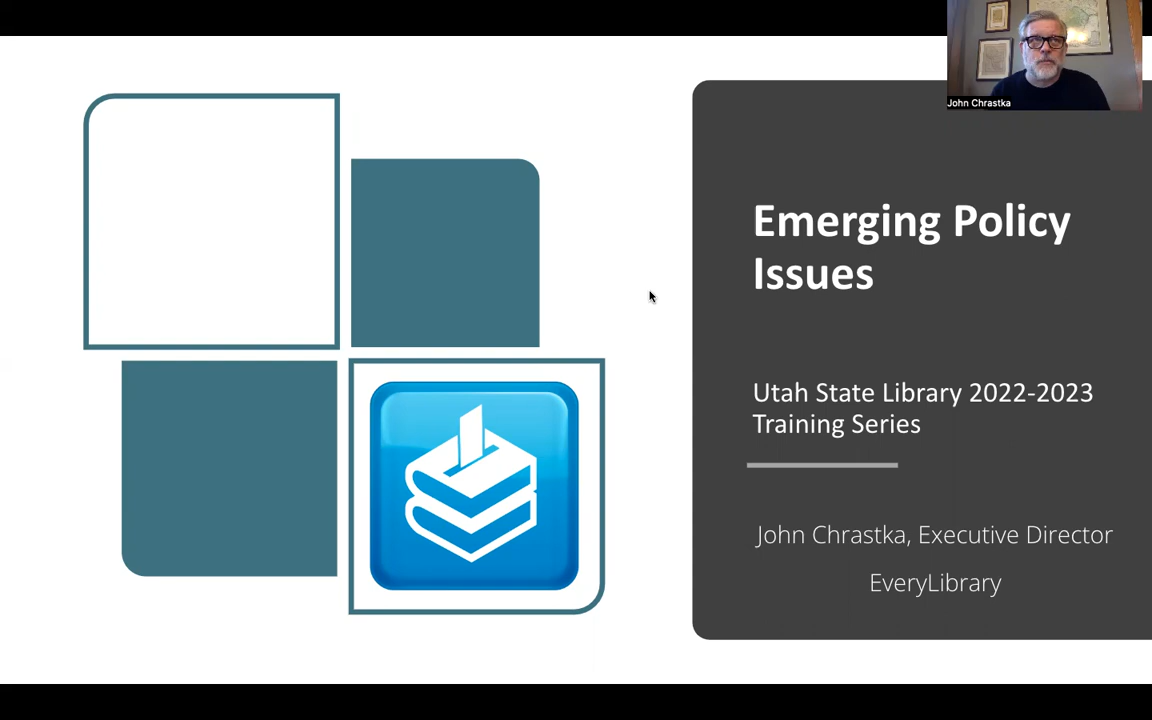 John Chrastka
Emerging Policy
Issues
Utah State Library 2022-2023
Training Series
John Chrastka, Executive Director
EveryLibrary